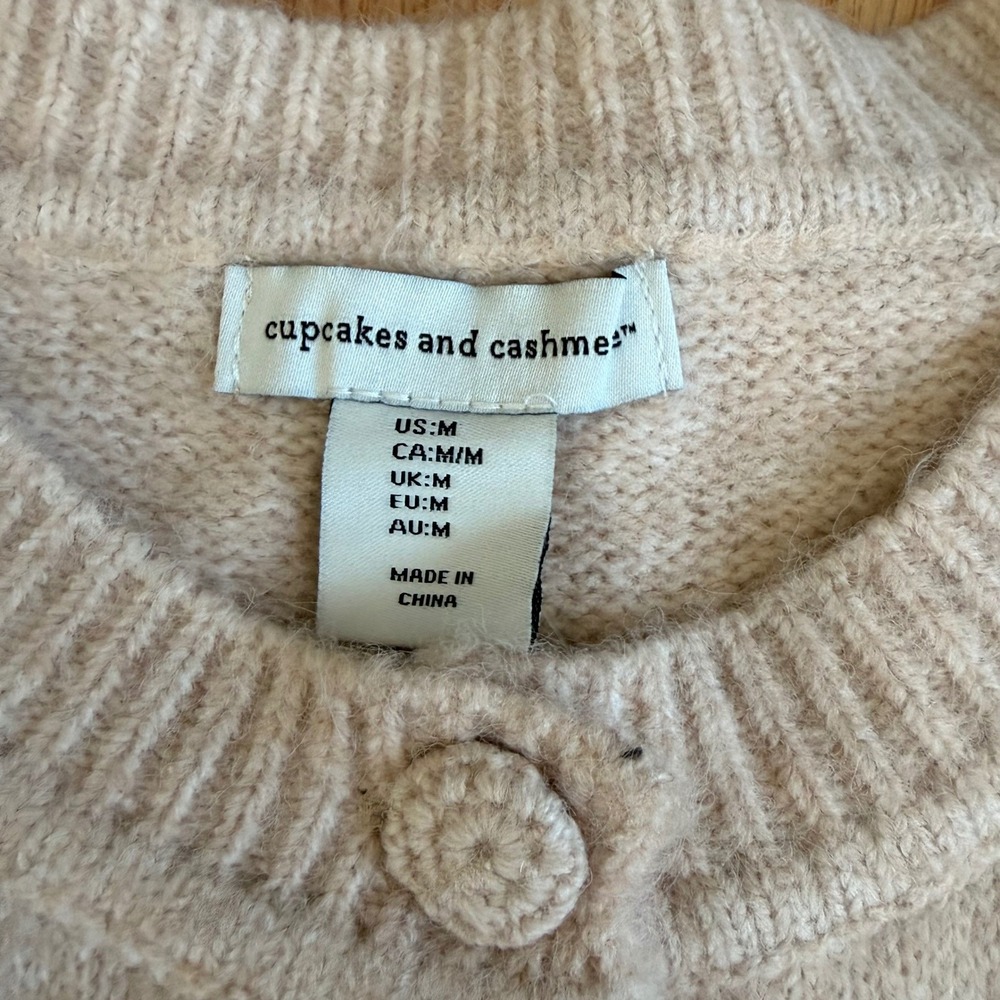 cupcakes and cashmere™
US:M
CA:M/M
UK:M
EU:M
AU:M
MADE IN
CHINA